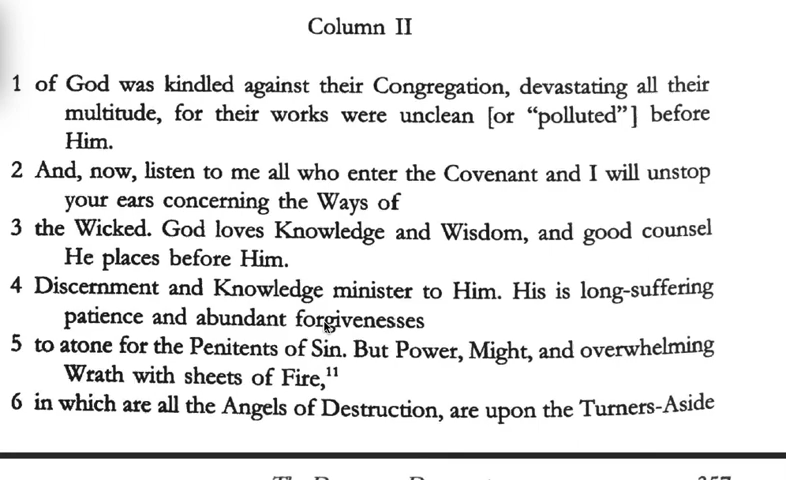 Column II
1 of God was kindled against their Congregation, devastating all their
multitude, for their works were unclean [or “polluted”] before
Him.
2 And, now, listen to me all who enter the Covenant and I will unstop
your ears concerning the Ways of
3 the Wicked. God loves Knowledge and Wisdom, and good counsel
He places before Him.
4 Discernment and Knowledge minister to Him. His is long-suffering
patience and abundant forgivenesses
5 to atone for the Penitents of Sin. But Power, Might, and overwhelming
Wrath with sheets of Fire,¹¹
6 in which are all the Angels of Destruction, are upon the Turners-Aside